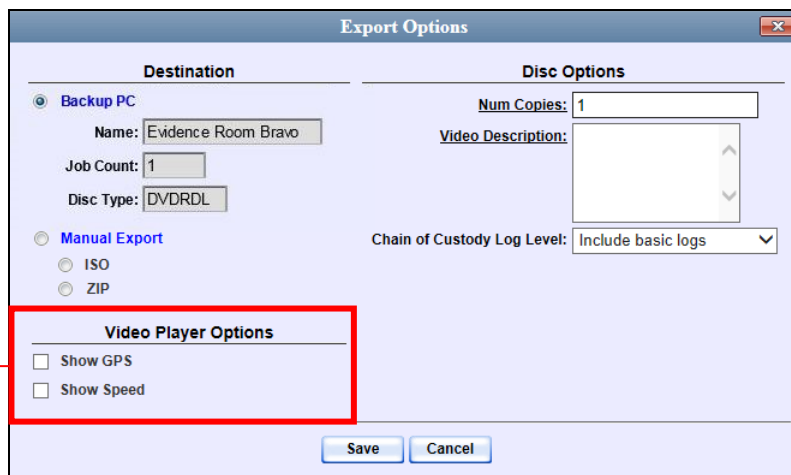 Export Options
Destination
Backup PC
Name: Evidence Room Bravo
Job Count: 1
Disc Type: DVDRDL
Manual Export
ISO
ZIP
Video Player Options
Show GPS
Show Speed
Disc Options
Num Copies: 1
Video Description:
Chain of Custody Log Level: Include basic logs
Save Cancel